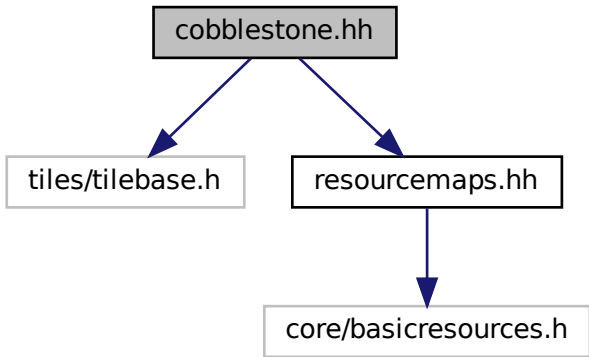 cobblestone.hh
tiles/tilebase.h
resourcemaps.hh
core/basicresources.h